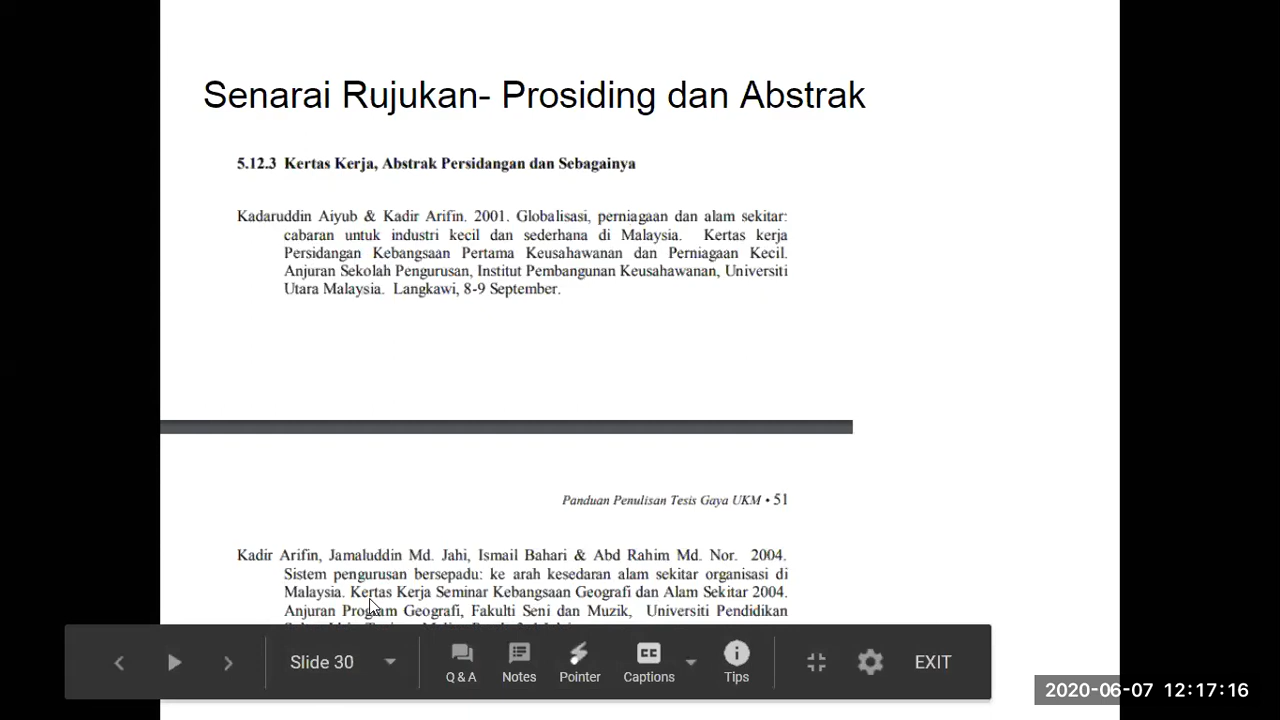 Senarai Rujukan- Prosiding dan Abstrak
5.12.3 Kertas Kerja, Abstrak Persidangan dan Sebagainya
Kadaruddin Aiyub & Kadir Arifin. 2001. Globalisasi, perniagaan dan alam sekitar:
cabaran untuk industri kecil dan sederhana di Malaysia. Kertas kerja
Persidangan Kebangsaan Pertama Keusahawanan dan Perniagaan Kecil.
Anjuran Sekolah Pengurusan, Institut Pembangunan Keusahawanan, Universiti
Utara Malaysia. Langkawi, 8-9 September.
Panduan Penulisan Tesis Gaya UKM • 51
Kadir Arifin, Jamaluddin Md. Jahi, Ismail Bahari & Abd Rahim Md. Nor. 2004.
Sistem pengurusan bersepadu: ke arah kesedaran alam sekitar organisasi di
Malaysia. Kertas Kerja Seminar Kebangsaan Geografi dan Alam Sekitar 2004.
Anjuran Program Geografi, Fakulti Seni dan Muzik, Universiti Pendidikan
Slide 30
Q & A
Notes
Pointer
CC
Captions
Tips
EXIT
2020-06-07 12:17:16